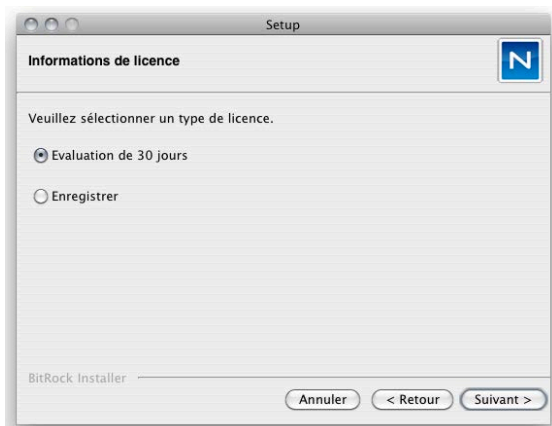 Setup
Informations de licence
N
Veuillez sélectionner un type de licence.
Evaluation de 30 jours
Enregistrer
BitRock Installer
Annuler
< Retour
Suivant >